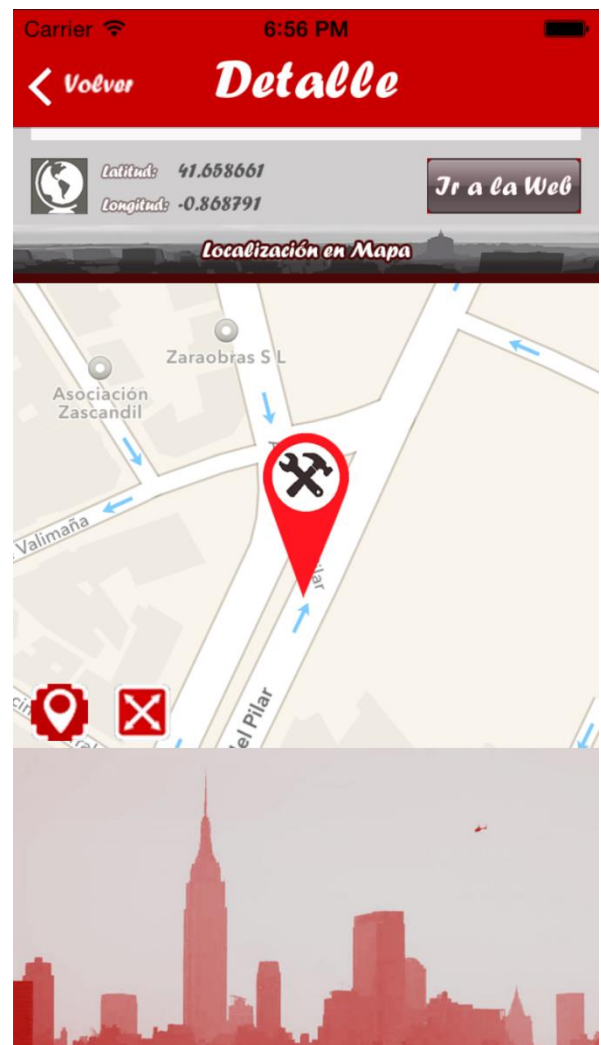 Carrier 6:56 PM
Volver Detalle
Latitud: 41.658661
Longitud: -0.868791
Ir a la Web
Localización en Mapa
Zaraobras S L
Asociación
Zascandil
Valimaña
del Pilar